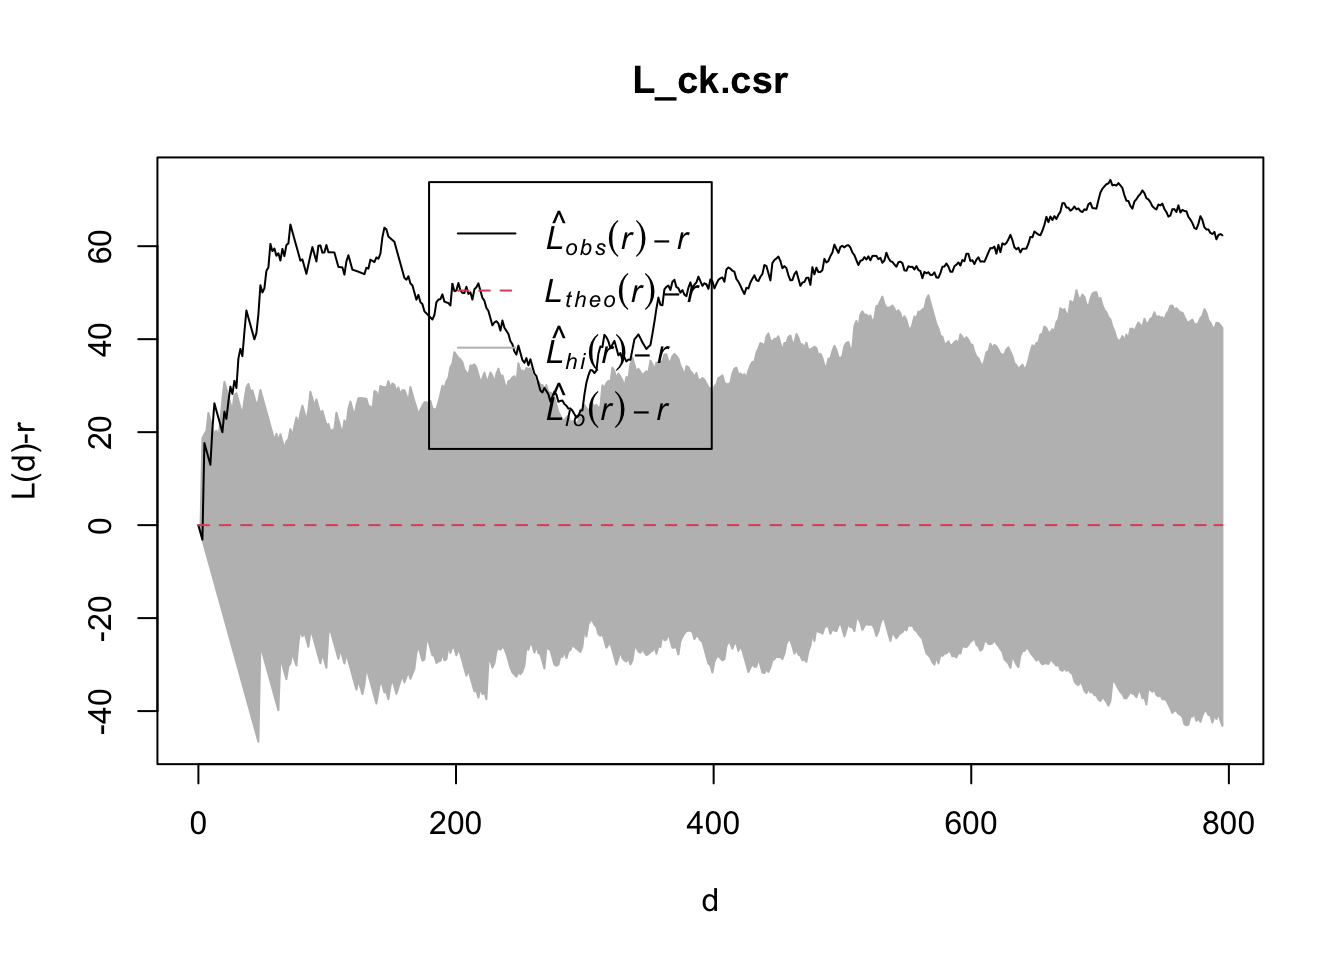 L_ck.csr
L(d)-r
60
40
20
0
-20
-40
L̂obs(r) − r
Ltheo(r) − r
L̂hi(r) − r
L̂lo(r) − r
0 200 400 600 800
d